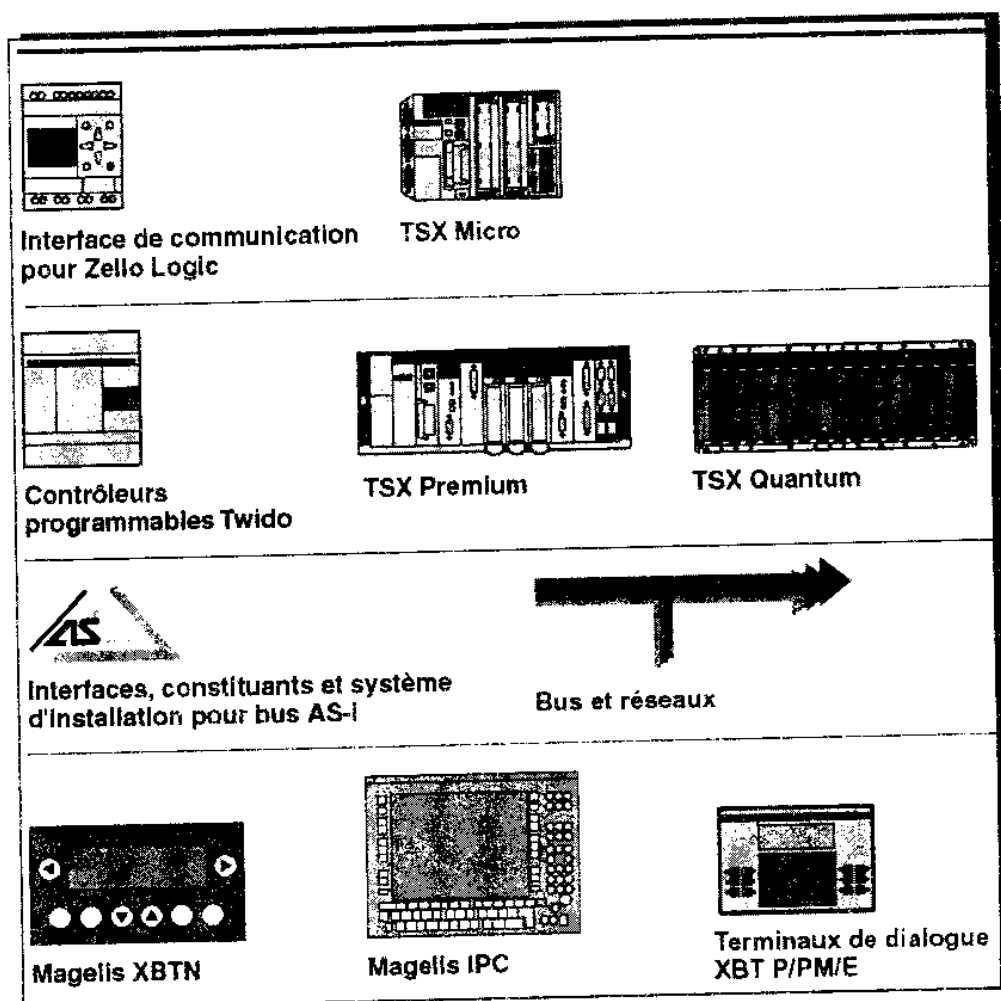 Interface de communication
pour Zelio Logic
TSX Micro
Contrôleurs
programmables Twido
TSX Premium
TSX Quantum
AS
Interfaces, constituants et système
d'installation pour bus AS-i
Bus et réseaux
Magelis XBTN
Magelis IPC
Terminaux de dialogue
XBT P/PM/E